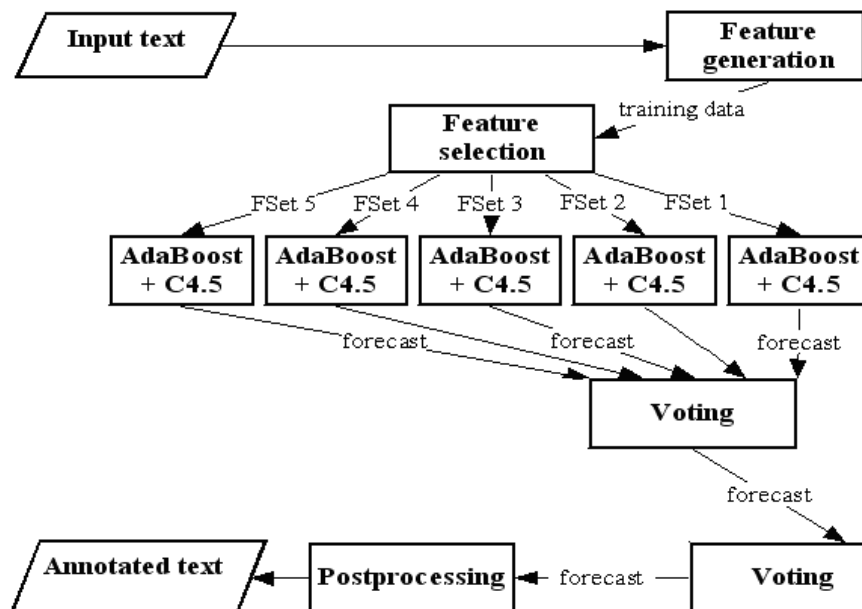 Input text
Feature
generation
training data
Feature
selection
FSet 5
FSet 4
FSet 3
FSet 2
FSet 1
AdaBoost
+ C4.5
AdaBoost
+ C4.5
AdaBoost
+ C4.5
AdaBoost
+ C4.5
AdaBoost
+ C4.5
forecast
forecast
forecast
Voting
forecast
Annotated text
Postprocessing
forecast
Voting